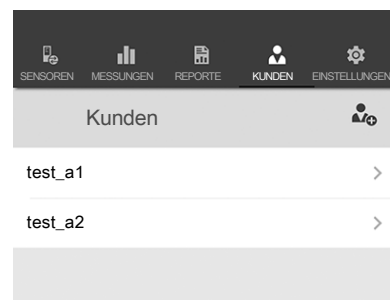 SENSOREN MESSUNGEN REPORTE KUNDEN EINSTELLUNGEN
Kunden
test_a1
test_a2